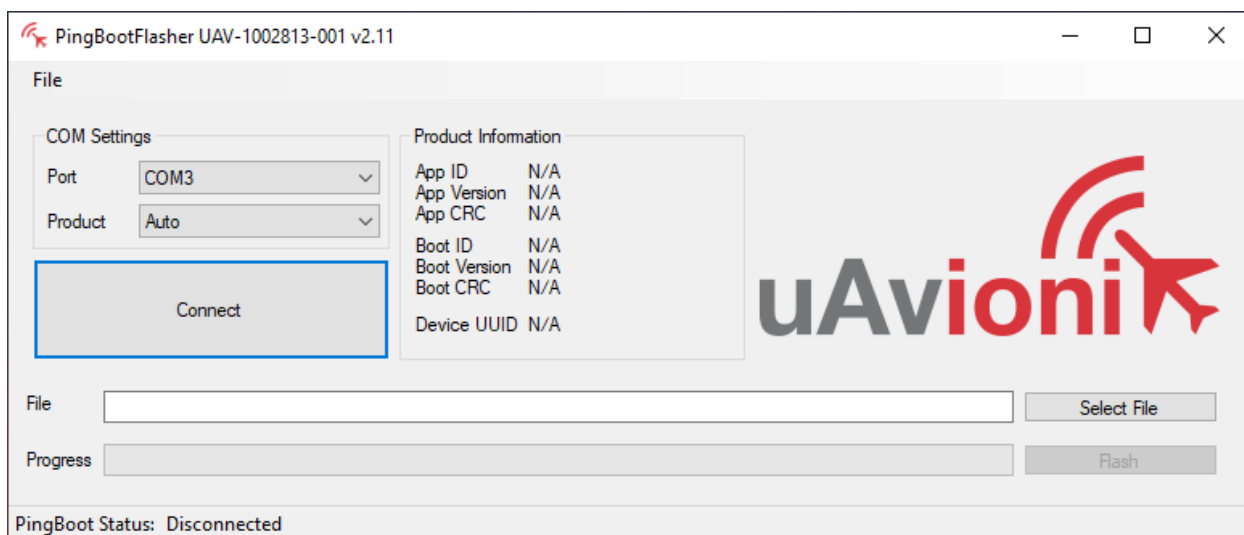 PingBootFlasher UAV-1002813-001 v2.11
File
COM Settings
Port COM3
Product Auto
Connect
Product Information
App ID N/A
App Version N/A
App CRC N/A
Boot ID N/A
Boot Version N/A
Boot CRC N/A
Device UUID N/A
uAvioni
File
Select File
Progress
Flash
PingBoot Status: Disconnected